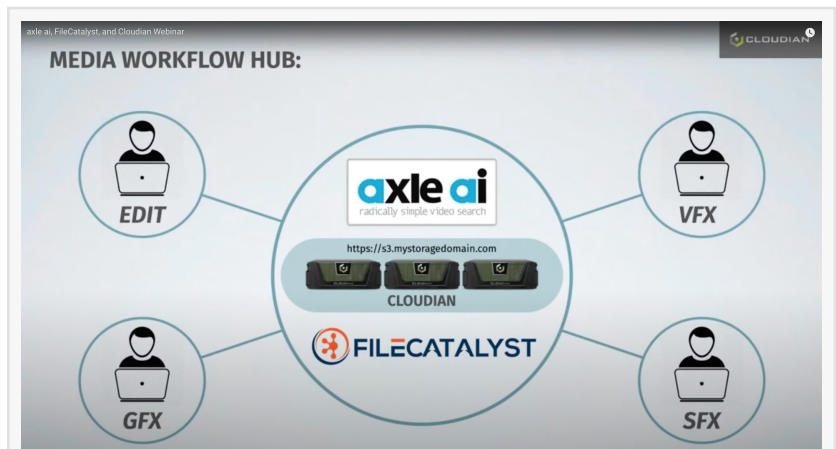 axle ai, FileCatalyst, and Cloudian Webinar
CLOUDIAN
MEDIA WORKFLOW HUB:
EDIT
VFX
axle ai
radically simple video search
https://s3.mystoragedomain.com
CLOUDIAN
FILECATALYST
GFX
SFX